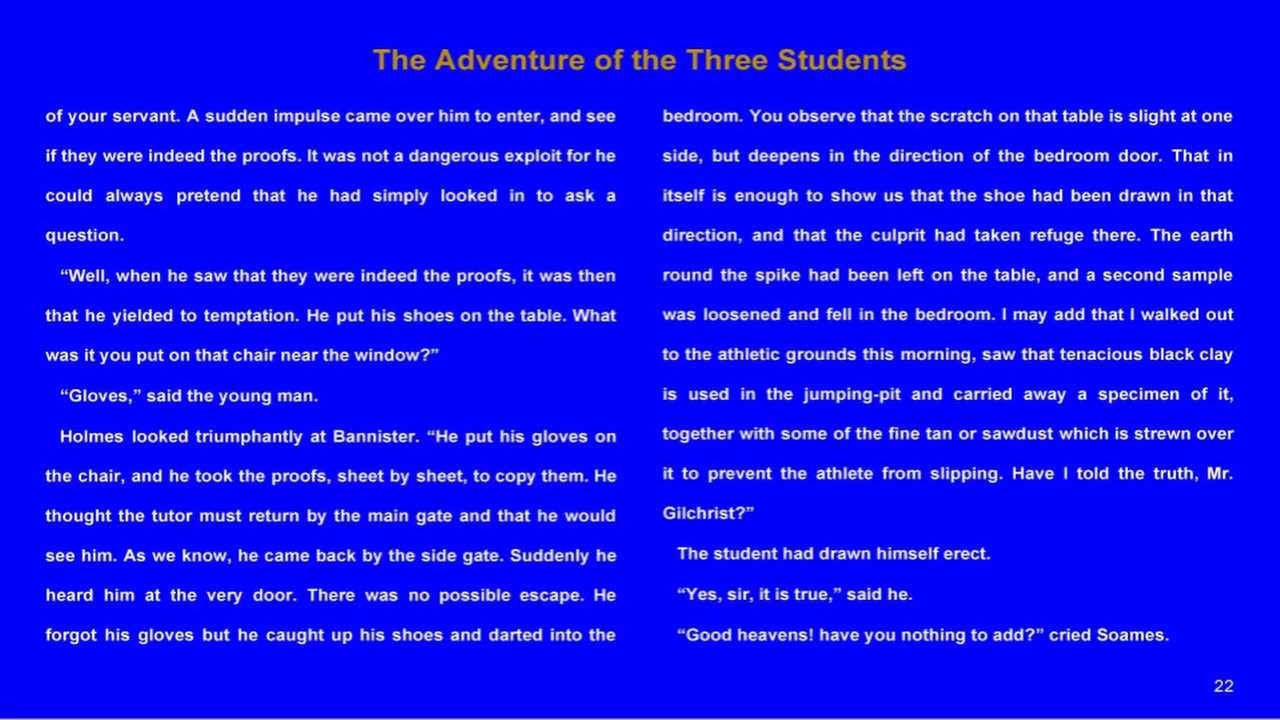 The Adventure of the Three Students
of your servant. A sudden impulse came over him to enter, and see
if they were indeed the proofs. It was not a dangerous exploit for he
could always pretend that he had simply looked in to ask a
question.
“Well, when he saw that they were indeed the proofs, it was then
that he yielded to temptation. He put his shoes on the table. What
was it you put on that chair near the window?”
“Gloves,” said the young man.
Holmes looked triumphantly at Bannister. “He put his gloves on
the chair, and he took the proofs, sheet by sheet, to copy them. He
thought the tutor must return by the main gate and that he would
see him. As we know, he came back by the side gate. Suddenly he
heard him at the very door. There was no possible escape. He
forgot his gloves but he caught up his shoes and darted into the
bedroom. You observe that the scratch on that table is slight at one
side, but deepens in the direction of the bedroom door. That in
itself is enough to show us that the shoe had been drawn in that
direction, and that the culprit had taken refuge there. The earth
round the spike had been left on the table, and a second sample
was loosened and fell in the bedroom. I may add that I walked out
to the athletic grounds this morning, saw that tenacious black clay
is used in the jumping-pit and carried away a specimen of it,
together with some of the fine tan or sawdust which is strewn over
it to prevent the athlete from slipping. Have I told the truth, Mr.
Gilchrist?”
The student had drawn himself erect.
“Yes, sir, it is true,” said he.
“Good heavens! have you nothing to add?” cried Soames.
22